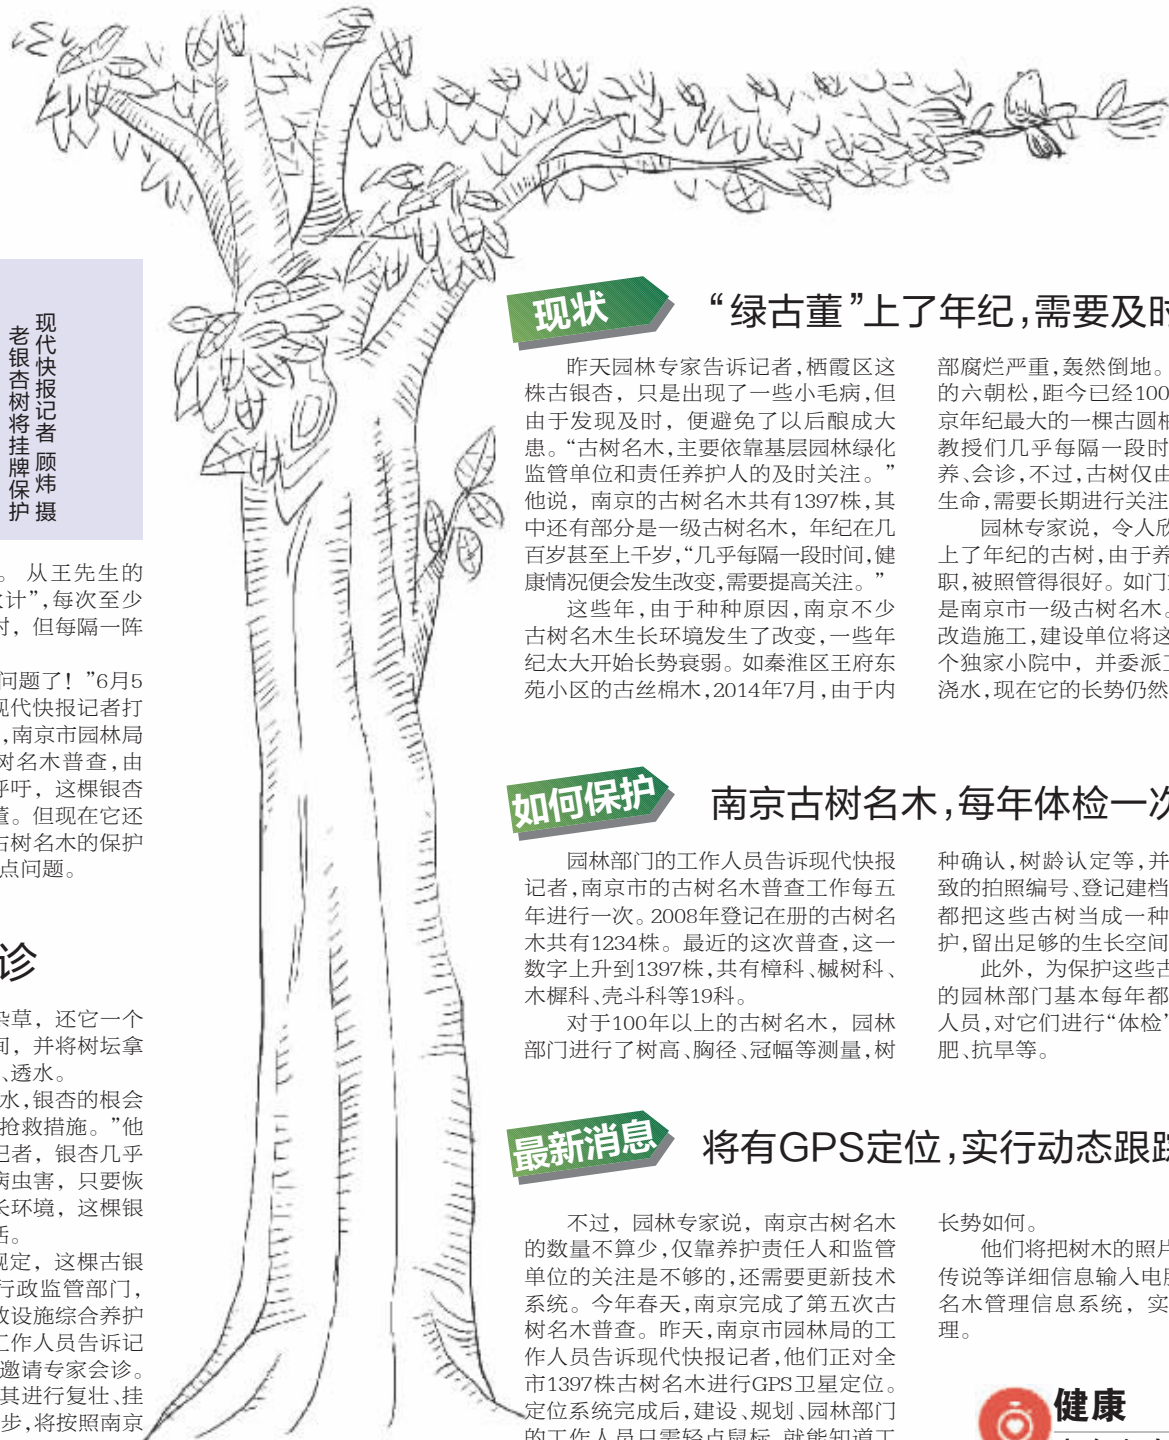 老银杏树将挂牌保护
现代快报记者 顾炜 摄
。从王先生的
计”,每次至少
时，但每隔一阵
问题了！”6月5
现代快报记者打
,南京市园林局
树名木普查,由
呼吁，这棵银杏
董。但现在它还
古树名木的保护
点问题。
诊
杂草，还它一个
间，并将树坛拿
、透水。
水,银杏的根会
抢救措施。”他
记者，银杏几乎
病虫害，只要恢
长环境，这棵银
活。
规定，这棵古银
行政监管部门，
政设施综合养护
工作人员告诉记
邀请专家会诊。
其进行复壮、挂
步,将按照南京
现状
“绿古董”上了年纪,需要及时
昨天园林专家告诉记者,栖霞区这
株古银杏，只是出现了一些小毛病,但
由于发现及时，便避免了以后酿成大
患。“古树名木,主要依靠基层园林绿化
监管单位和责任养护人的及时关注。”
他说，南京的古树名木共有1397株,其
中还有部分是一级古树名木，年纪在几
百岁甚至上千岁,“几乎每隔一段时间,健
康情况便会发生改变,需要提高关注。”
这些年,由于种种原因,南京不少
古树名木生长环境发生了改变,一些年
纪太大开始长势衰弱。如秦淮区王府东
苑小区的古丝棉木,2014年7月,由于内
部腐烂严重,轰然倒地。
的六朝松,距今已经100
京年纪最大的一棵古圆柏
教授们几乎每隔一段时
养、会诊,不过,古树仅由
生命,需要长期进行关注
园林专家说，令人欣
上了年纪的古树,由于养
职,被照管得很好。如门
是南京市一级古树名木。
改造施工,建设单位将这
个独家小院中，并委派工
浇水,现在它的长势仍然
如何保护
南京古树名木,每年体检一次
园林部门的工作人员告诉现代快报
记者,南京市的古树名木普查工作每五
年进行一次。2008年登记在册的古树名
木共有1234株。最近的这次普查,这一
数字上升到1397株,共有樟科、槭树科、
木樨科、壳斗科等19科。
对于100年以上的古树名木，园林
部门进行了树高、胸径、冠幅等测量,树
种确认,树龄认定等,并
致的拍照编号、登记建档
都把这些古树当成一种
护,留出足够的生长空间
此外，为保护这些古
的园林部门基本每年都
人员,对它们进行“体检”
肥、抗旱等。
最新消息
将有GPS定位,实行动态跟踪
不过，园林专家说，南京古树名木
的数量不算少,仅靠养护责任人和监管
单位的关注是不够的,还需要更新技术
系统。今年春天,南京完成了第五次古
树名木普查。昨天,南京市园林局的工
作人员告诉现代快报记者,他们正对全
市1397株古树名木进行GPS卫星定位。
定位系统完成后,建设、规划、园林部门
的工作人员只需轻点鼠标,就能知道工
长势如何。
他们将把树木的照片
传说等详细信息输入电脑
名木管理信息系统，实
理。
健康